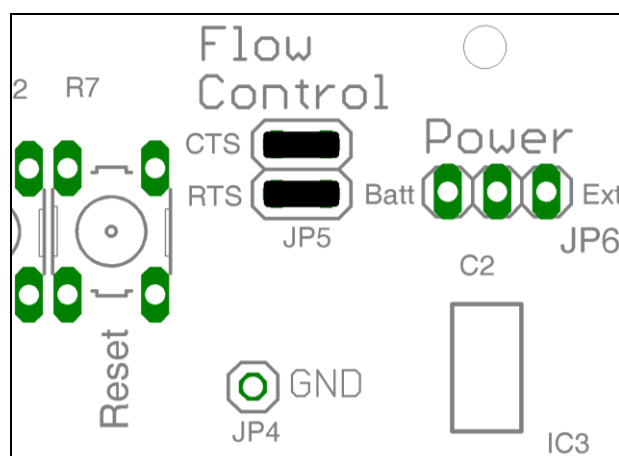 Flow
Control
2
R7
CTS
Power
RTS
Batt
Ext
JP5
JP6
C2
Reset
GND
JP4
IC3